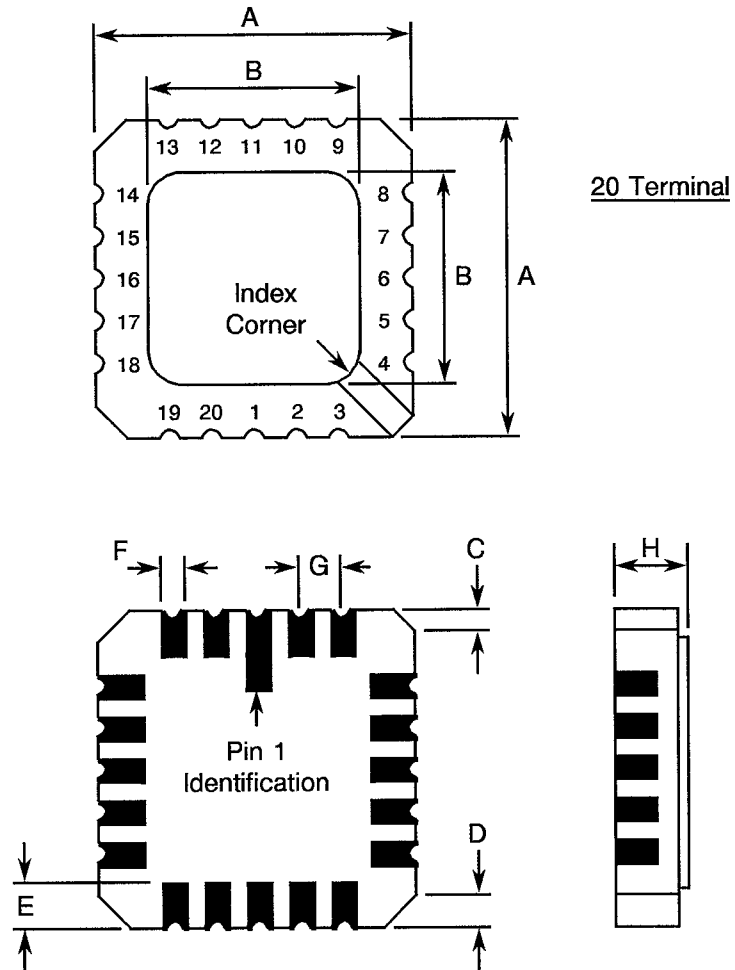 A
B
13 12 11 10 9
20 Terminal
14
15
16
17
18
8
7
6
5
4
Index
Corner
B
A
19 20 1 2 3
F
G
C
H
Pin 1
Identification
E
D